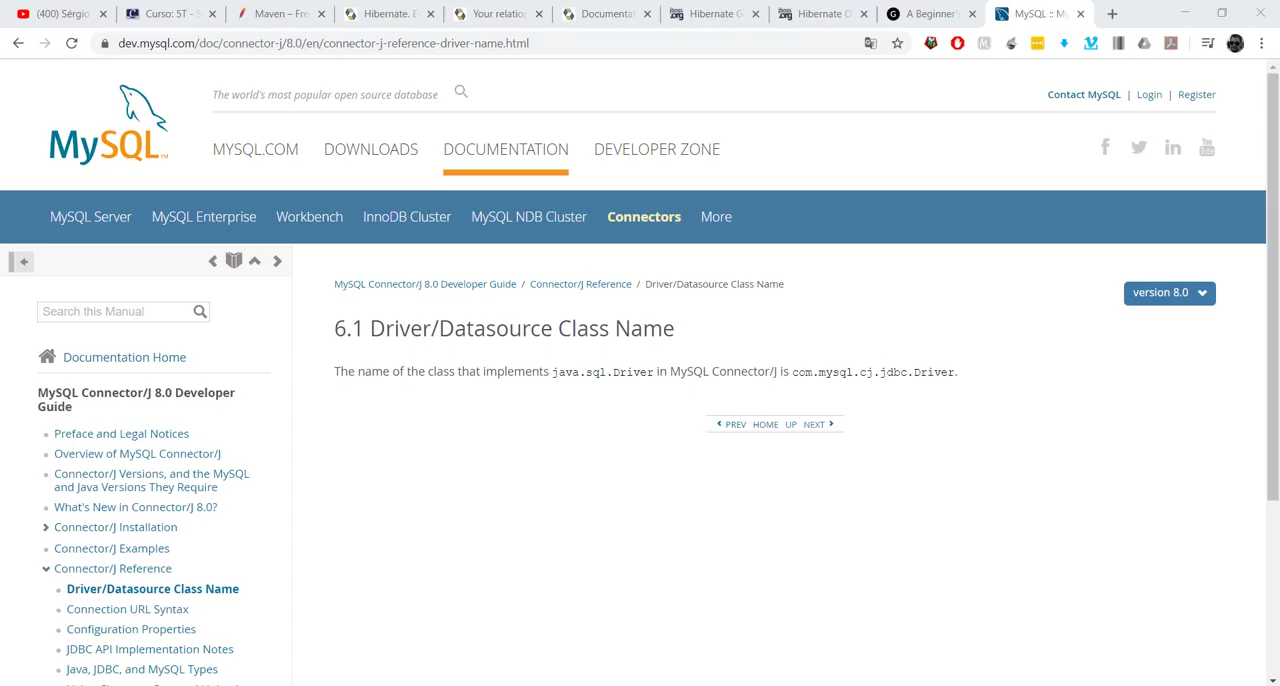 (400) Sérgio
Curso: 5T - S
Maven – Fre
Hibernate. E
Your relation
Documentat
Hibernate G
Hibernate O
A Beginner's
MySQL :: My
dev.mysql.com/doc/connector-j/8.0/en/connector-j-reference-driver-name.html
MySQL™
The world's most popular open source database
Contact MySQL | Login | Register
MYSQL.COM DOWNLOADS DOCUMENTATION DEVELOPER ZONE
MySQL Server MySQL Enterprise Workbench InnoDB Cluster MySQL NDB Cluster Connectors More
Search this Manual
Documentation Home
MySQL Connector/J 8.0 Developer
Guide
Preface and Legal Notices
Overview of MySQL Connector/J
Connector/J Versions, and the MySQL
and Java Versions They Require
What's New in Connector/J 8.0?
Connector/J Installation
Connector/J Examples
Connector/J Reference
Driver/Datasource Class Name
Connection URL Syntax
Configuration Properties
JDBC API Implementation Notes
Java, JDBC, and MySQL Types
MySQL Connector/J 8.0 Developer Guide / Connector/J Reference / Driver/Datasource Class Name
version 8.0
6.1 Driver/Datasource Class Name
The name of the class that implements java.sql.Driver in MySQL Connector/J is com.mysql.cj.jdbc.Driver.
PREV HOME UP NEXT